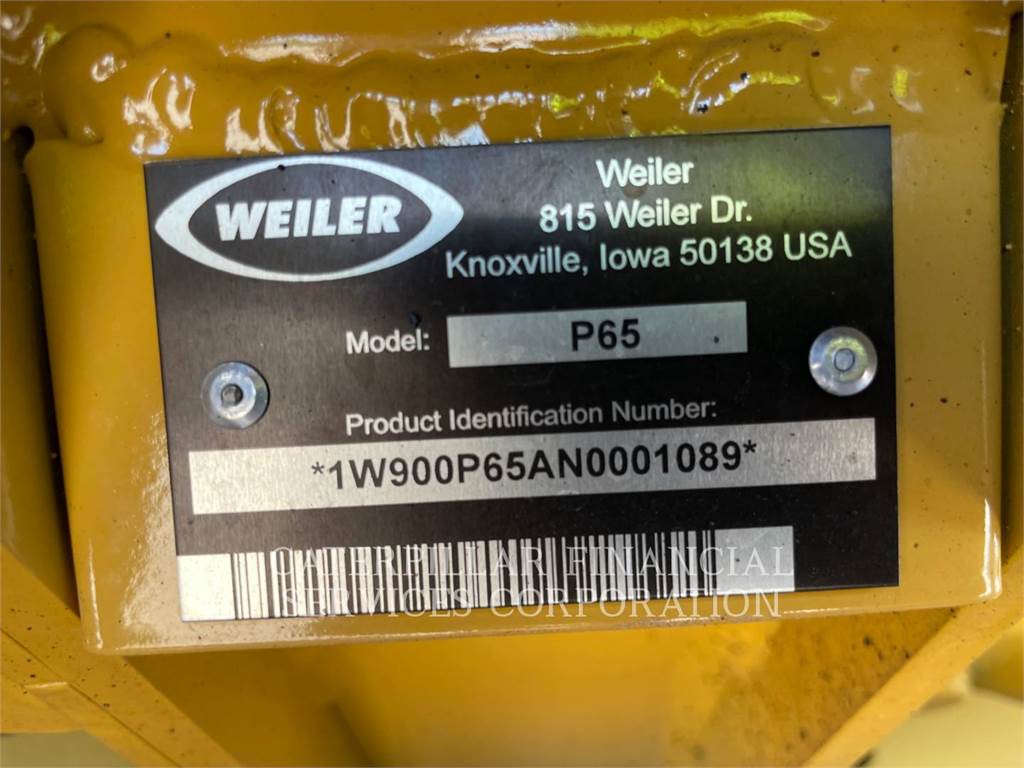 WEILER
Weiler
815 Weiler Dr.
Knoxville, Iowa 50138 USA
Model: P65
Product Identification Number:
*1W900P65AN0001089*
CATERPILLAR FINANCIAL
SERVICES CORPORATION